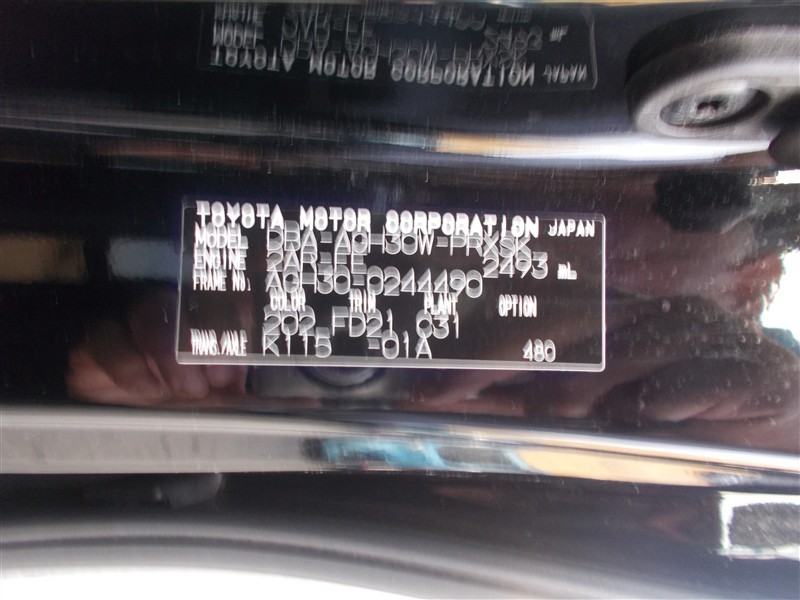 TOYOTA MOTOR CORPORATION JAPAN
MODEL DBA-AGH30W-PRXSK
ENGINE 2AR-FE 2493 mL
FRAME NO. AGH30-0244490
COLOR TRIM PLANT OPTION
202 FD21 031
TRANS./AXLE K115 -01A 480